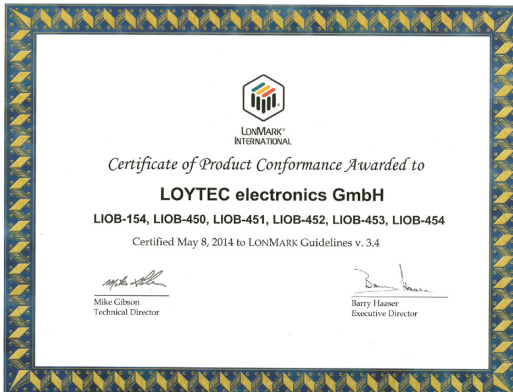 LONMARK®
INTERNATIONAL
Certificate of Product Conformance Awarded to
LOYTEC electronics GmbH
LIOB-154, LIOB-450, LIOB-451, LIOB-452, LIOB-453, LIOB-454
Certified May 8, 2014 to LONMARK Guidelines v. 3.4
Mike Gibson
Technical Director
Barry Haaser
Executive Director